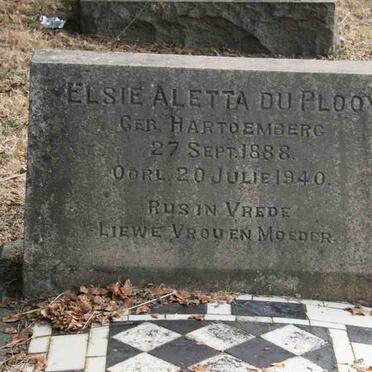 ELSIE ALETTA DU PLOOY
GEB. HARTOEMBERG
27 SEPT. 1888.
OORL. 20 JULIE 1940.
RUS IN VREDE
LIEWE VROU EN MOEDER.